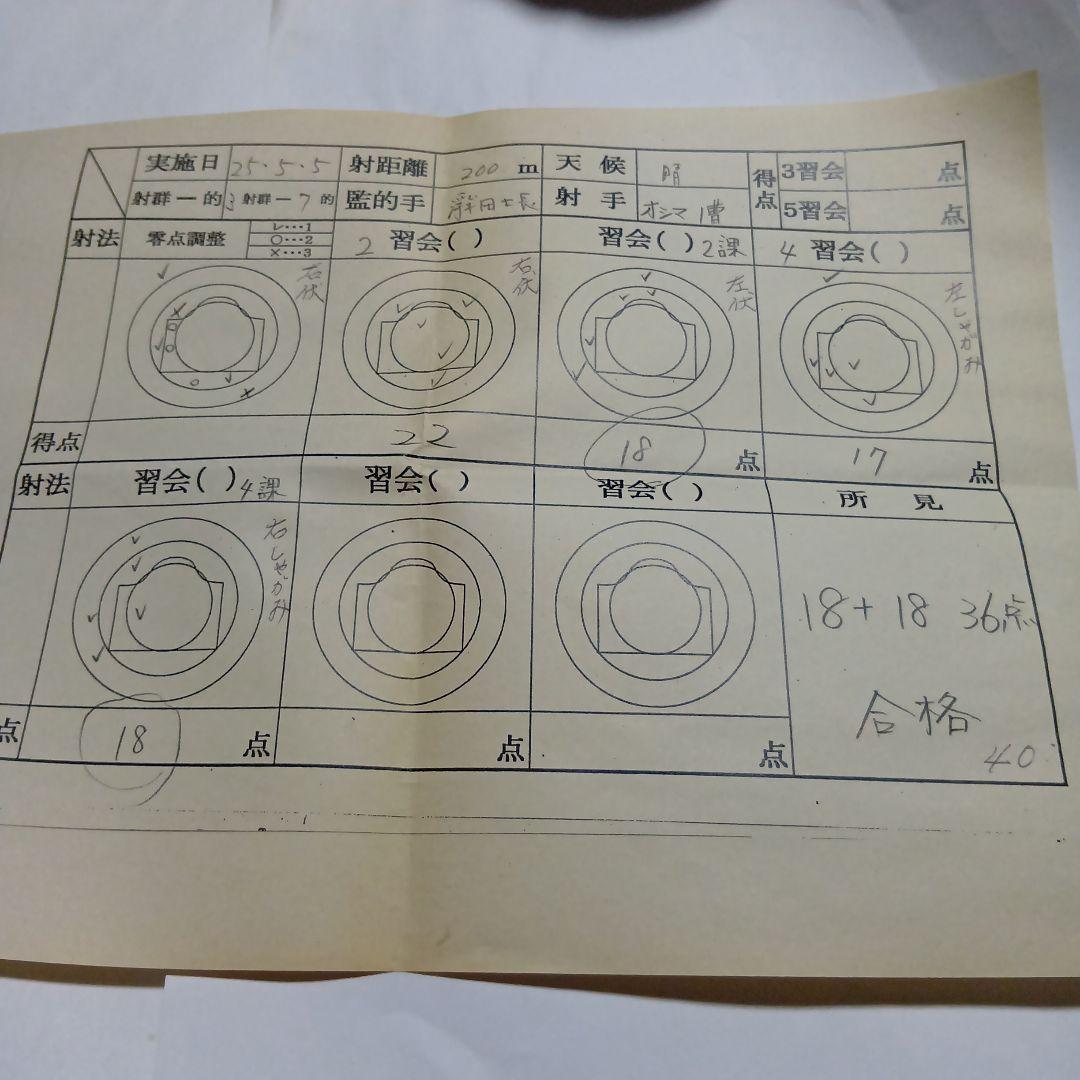 実施日 25・5・5 射距離 200 m 天候 晴 得点 3習会 点
射群ー的 3 射群ー7 的 監的手 士長 射手 オシマ 1曹 5習会 点
射法 零点調整 レ…1 ○…2 ×…3 2 習会( ) 習会( ) 2課 4 習会( )
右伏 右伏 左伏 左しゃがみ
得点 22 18 点 17 点
射法 習会( ) 4課 習会( ) 習会( ) 所見
右しゃがみ
18+18 36点
合格
40
点 18 点 点 点